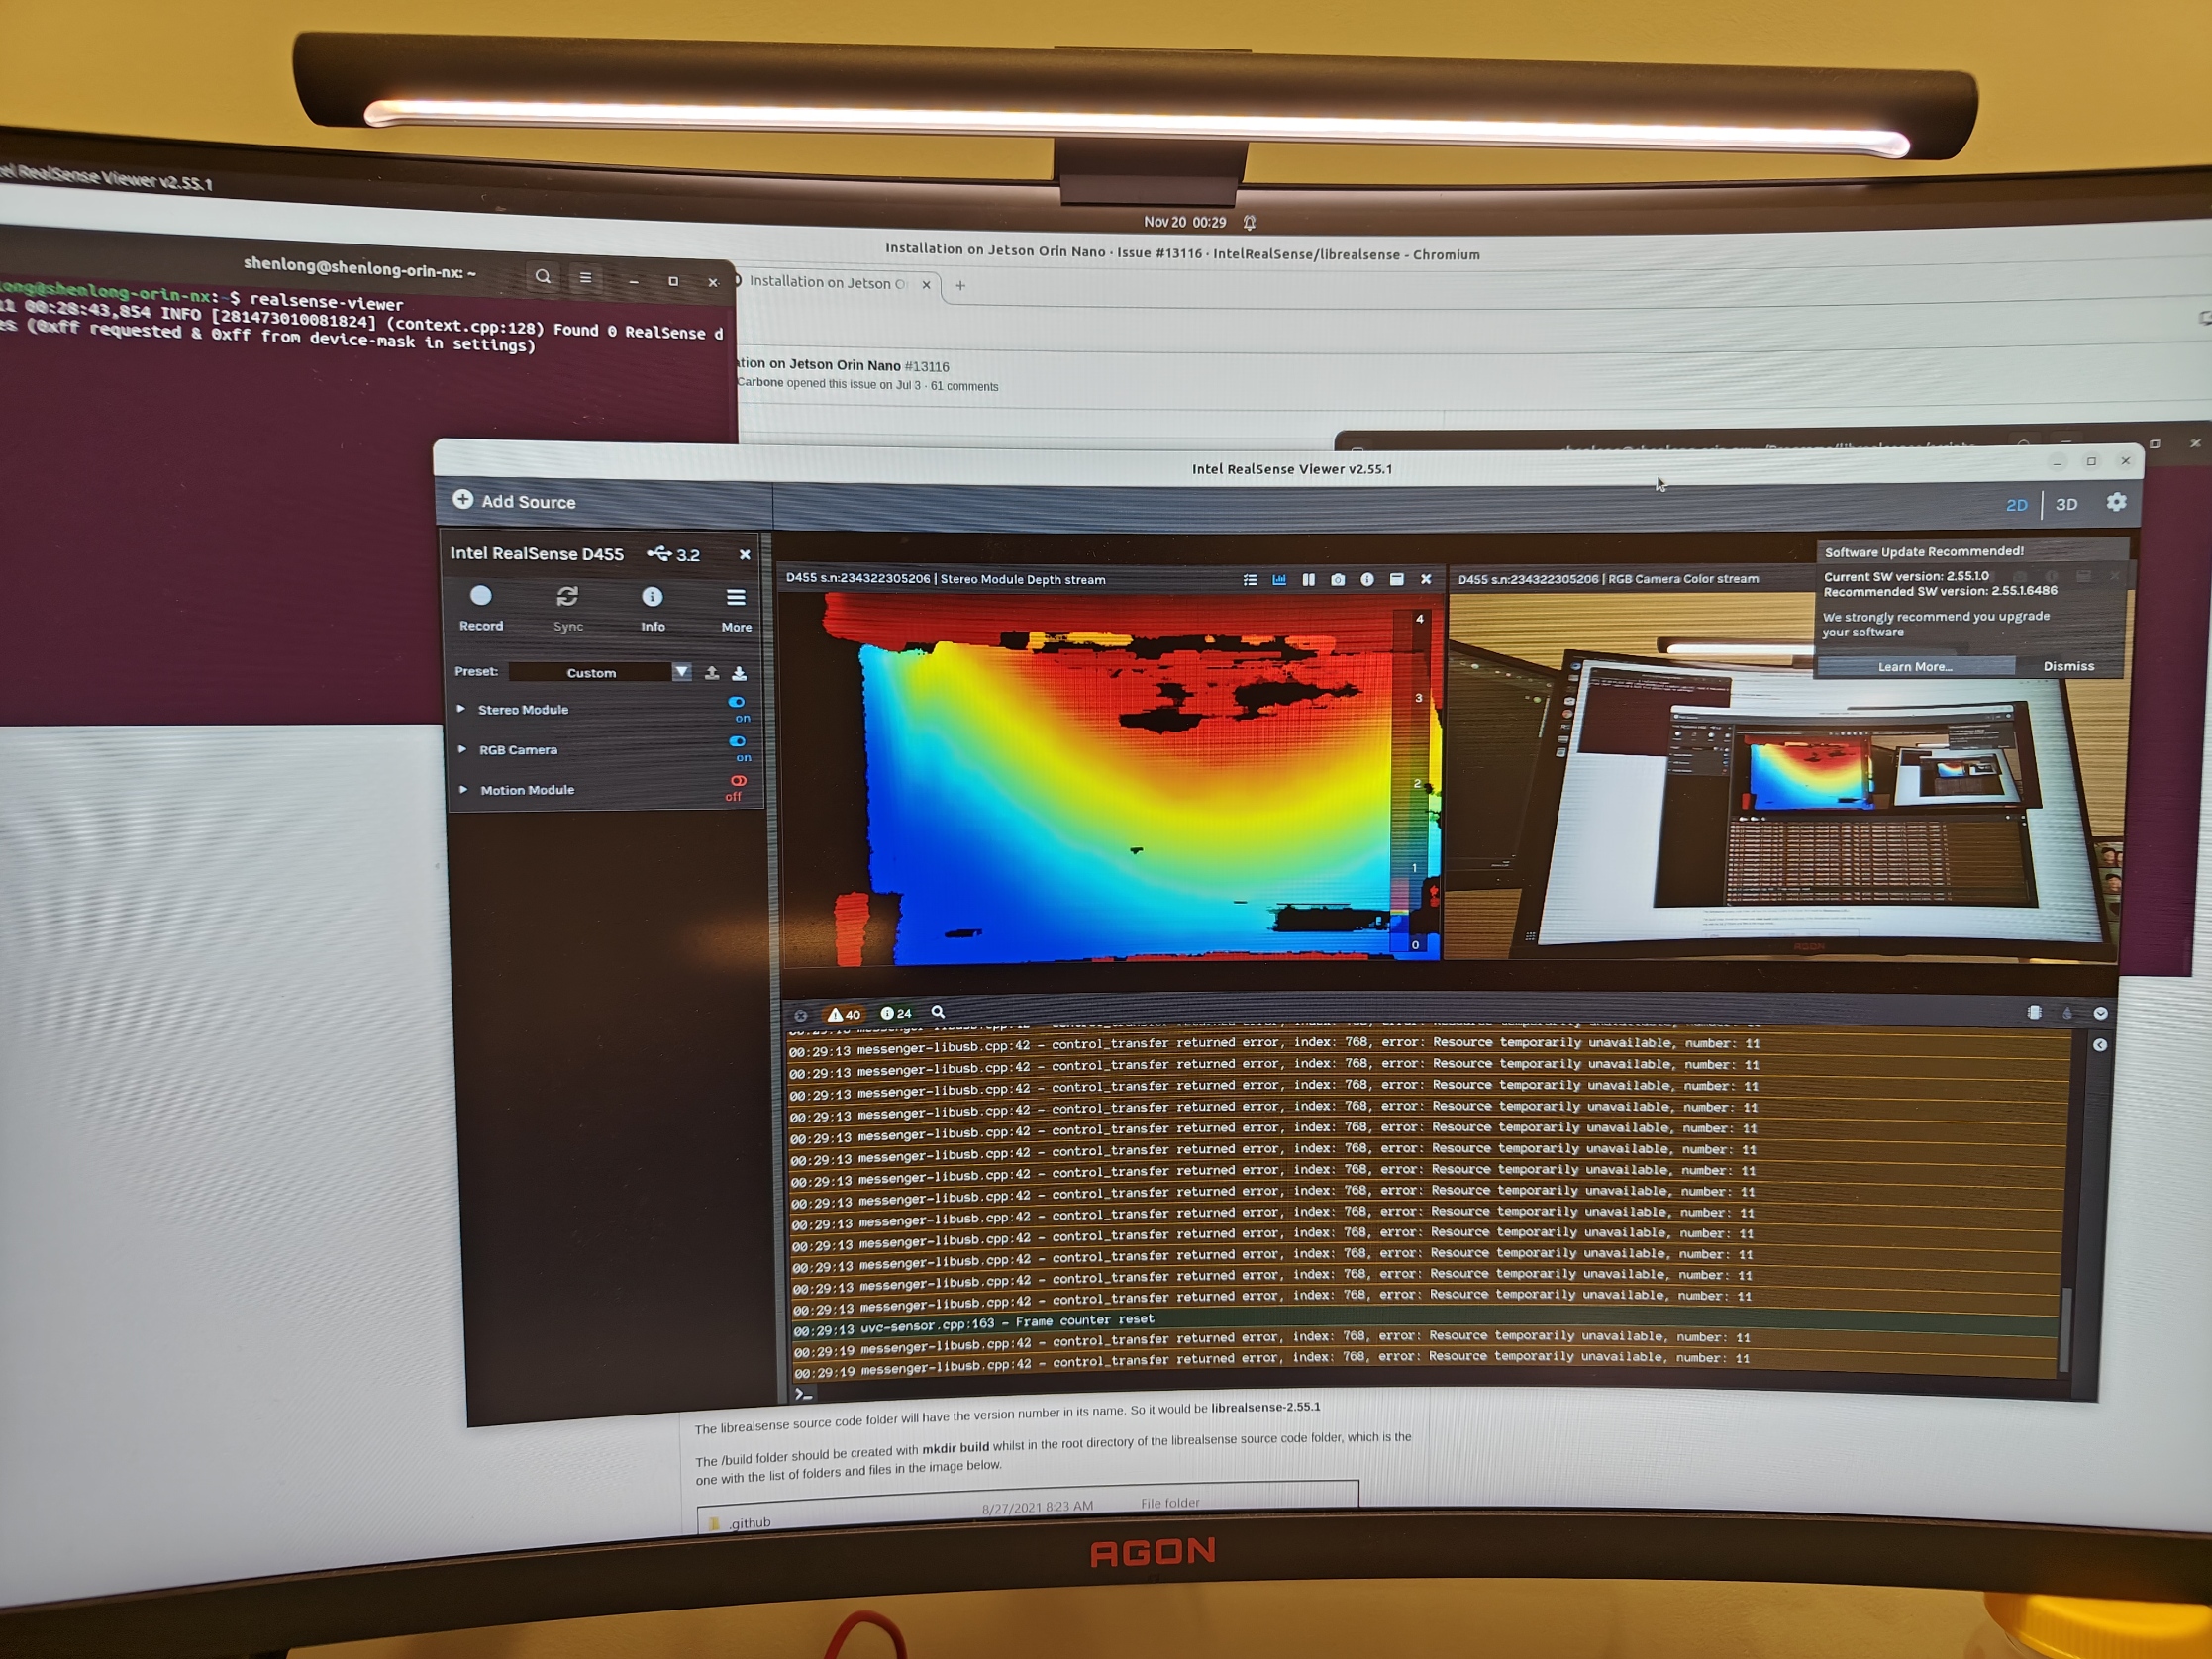 el RealSense Viewer v2.55.1
Nov 20 00:29
Installation on Jetson Orin Nano · Issue #13116 · IntelRealSense/librealsense - Chromium
shenlong@shenlong-orin-nx: ~
Installation on Jetson O
ong@shenlong-orin-nx:~$ realsense-viewer
11 00:28:43,854 INFO [281473010081824] (context.cpp:128) Found 0 RealSense d
es (0xff requested & 0xff from device-mask in settings)
tion on Jetson Orin Nano #13116
Carbone opened this issue on Jul 3 · 61 comments
Intel RealSense Viewer v2.55.1
Add Source
2D | 3D
Intel RealSense D455 3.2
Record
Sync
Info
More
Preset: Custom
Stereo Module on
RGB Camera on
Motion Module off
D455 s.n:234322305206 | Stereo Module Depth stream
4
3
2
1
0
D455 s.n:234322305206 | RGB Camera Color stream
Software Update Recommended!
Current SW version: 2.55.1.0
Recommended SW version: 2.55.1.6486
We strongly recommend you upgrade
your software
Learn More...
Dismiss
40
24
00:29:13 messenger-libusb.cpp:42 - control_transfer returned error, index: 768, error: Resource temporarily unavailable, number: 11
00:29:13 messenger-libusb.cpp:42 - control_transfer returned error, index: 768, error: Resource temporarily unavailable, number: 11
00:29:13 messenger-libusb.cpp:42 - control_transfer returned error, index: 768, error: Resource temporarily unavailable, number: 11
00:29:13 messenger-libusb.cpp:42 - control_transfer returned error, index: 768, error: Resource temporarily unavailable, number: 11
00:29:13 messenger-libusb.cpp:42 - control_transfer returned error, index: 768, error: Resource temporarily unavailable, number: 11
00:29:13 messenger-libusb.cpp:42 - control_transfer returned error, index: 768, error: Resource temporarily unavailable, number: 11
00:29:13 messenger-libusb.cpp:42 - control_transfer returned error, index: 768, error: Resource temporarily unavailable, number: 11
00:29:13 messenger-libusb.cpp:42 - control_transfer returned error, index: 768, error: Resource temporarily unavailable, number: 11
00:29:13 messenger-libusb.cpp:42 - control_transfer returned error, index: 768, error: Resource temporarily unavailable, number: 11
00:29:13 messenger-libusb.cpp:42 - control_transfer returned error, index: 768, error: Resource temporarily unavailable, number: 11
00:29:13 messenger-libusb.cpp:42 - control_transfer returned error, index: 768, error: Resource temporarily unavailable, number: 11
00:29:13 messenger-libusb.cpp:42 - control_transfer returned error, index: 768, error: Resource temporarily unavailable, number: 11
00:29:13 messenger-libusb.cpp:42 - control_transfer returned error, index: 768, error: Resource temporarily unavailable, number: 11
00:29:13 uvc-sensor.cpp:163 - Frame counter reset
00:29:19 messenger-libusb.cpp:42 - control_transfer returned error, index: 768, error: Resource temporarily unavailable, number: 11
00:29:19 messenger-libusb.cpp:42 - control_transfer returned error, index: 768, error: Resource temporarily unavailable, number: 11
The librealsense source code folder will have the version number in its name. So it would be librealsense-2.55.1
The /build folder should be created with mkdir build whilst in the root directory of the librealsense source code folder, which is the
one with the list of folders and files in the image below.
.github 8/27/2021 8:23 AM File folder
AGON